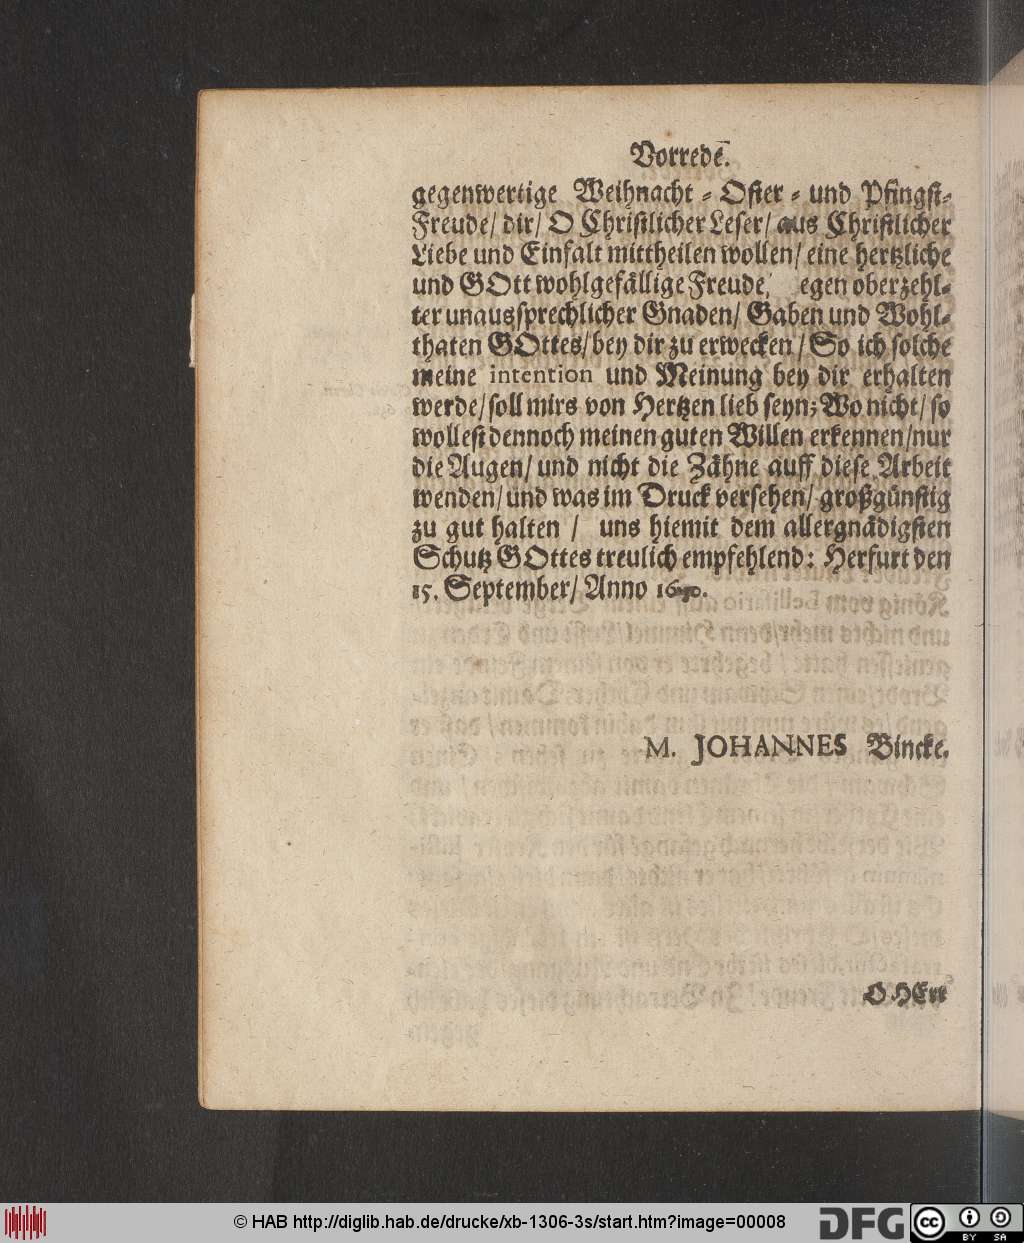 Vorrede.
gegenwertige Weihnacht - Oster - und Pfingst-
Freude/ dir/ O Christlicher Leser/ aus Christlicher
Liebe und Einfalt mittheilen wollen/ eine hertzliche
und GOtt wohlgefällige Freude/ egen oberzehl-
ter unaussprechlicher Gnaden/ Gaben und Wohl-
thaten GOttes/ bey dir zu erwecken/ So ich solche
meine intention und Meinung bey dir erhalten
werde/ soll mirs von Hertzen lieb seyn; Wo nicht/ so
wollest dennoch meinen guten Willen erkennen/ nur
die Augen/ und nicht die Zähne auff diese Arbeit
wenden/ und was im Druck versehen/ großgünstig
zu gut halten / uns hiemit dem allergnädigsten
Schutz GOttes treulich empfehlend: Herfurt den
15. September/ Anno
M. JOHANNES Bincke.
O HErr
© HAB http://diglib.hab.de/drucke/xb-1306-3s/start.htm?image=00008
DFG
cc BY SA